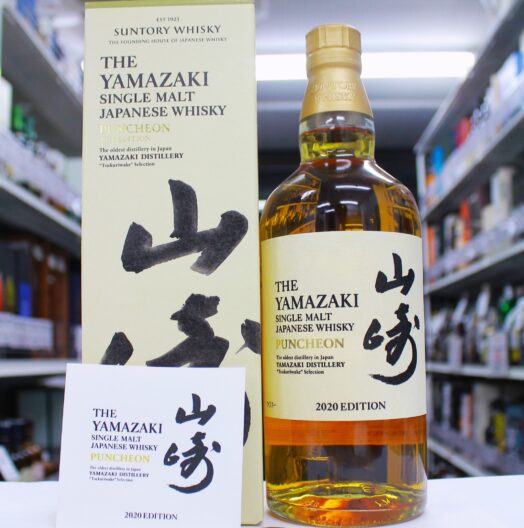 EST 1923
SUNTORY WHISKY
THE FOUNDING HOUSE OF JAPANESE WHISKY
THE
YAMAZAKI
SINGLE MALT
JAPANESE WHISKY
PUNCHEON
The oldest distillery in Japan
YAMAZAKI DISTILLERY
"Tsukuriwake" Selection
山崎
THE
YAMAZAKI
SINGLE MALT
JAPANESE WHISKY
PUNCHEON
The oldest distillery in Japan
YAMAZAKI DISTILLERY
"Tsukuriwake" Selection
山崎
2020 EDITION
SUNTORY
WHISKY
THE
YAMAZAKI
SINGLE MALT
JAPANESE WHISKY
PUNCHEON
The oldest distillery in Japan
YAMAZAKI DISTILLERY
"Tsukuriwake" Selection
山崎
2020 EDITION